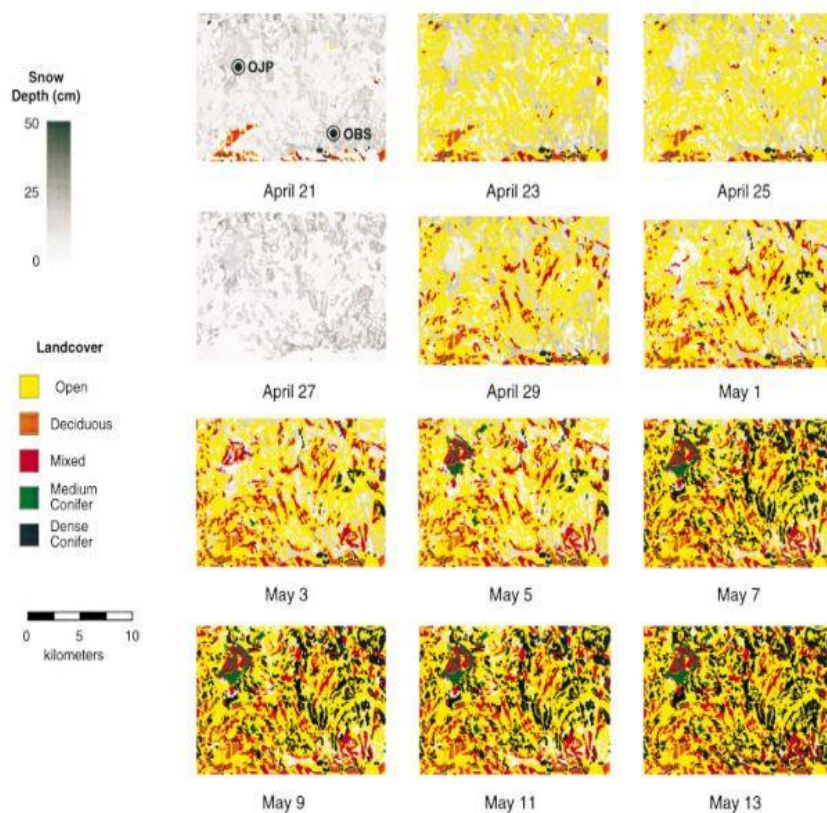 Snow
Depth (cm)
50
25
0
OJP
OBS
April 21
April 23
April 25
April 27
April 29
May 1
Landcover
Open
Deciduous
Mixed
Medium
Conifer
Dense
Conifer
May 3
May 5
May 7
0 5 10
kilometers
May 9
May 11
May 13